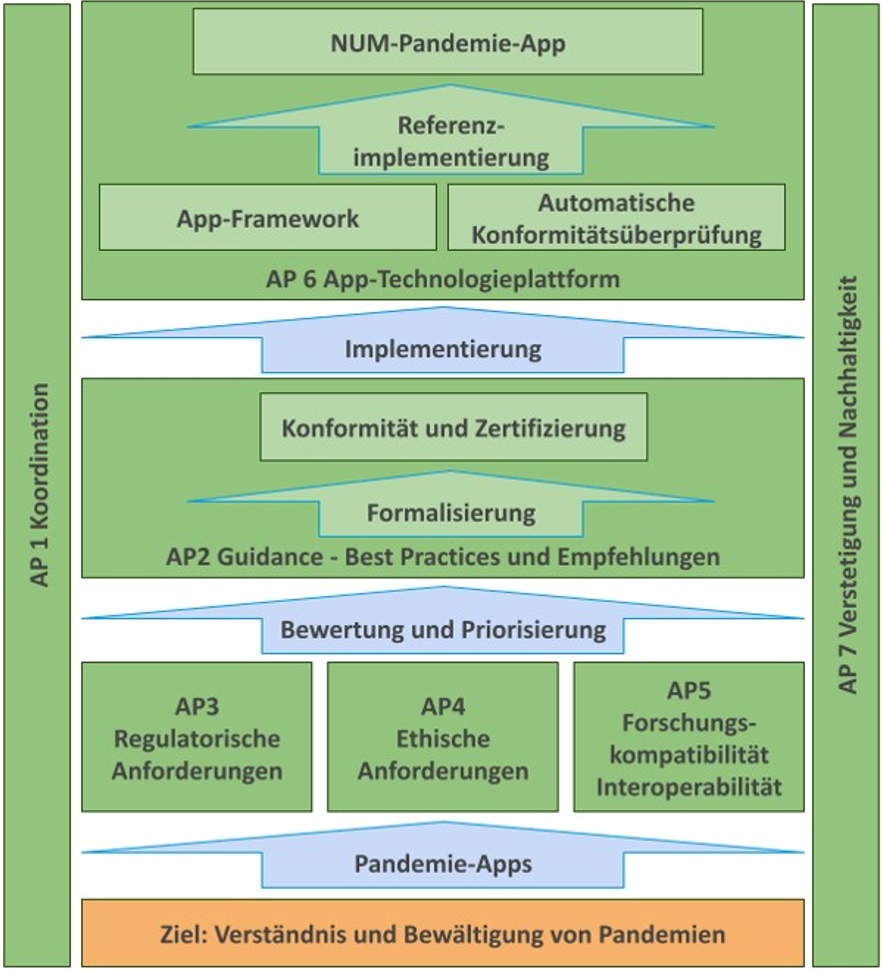 NUM-Pandemie-App
Referenz-
implementierung
App-Framework
Automatische
Konformitätsüberprüfung
AP 6 App-Technologieplattform
Implementierung
Konformität und Zertifizierung
Formalisierung
AP2 Guidance - Best Practices und Empfehlungen
Bewertung und Priorisierung
AP3
Regulatorische
Anforderungen
AP4
Ethische
Anforderungen
AP5
Forschungs-
kompatibilität
Interoperabilität
Pandemie-Apps
Ziel: Verständnis und Bewältigung von Pandemien
AP 1 Koordination
AP 7 Verstetigung und Nachhaltigkeit